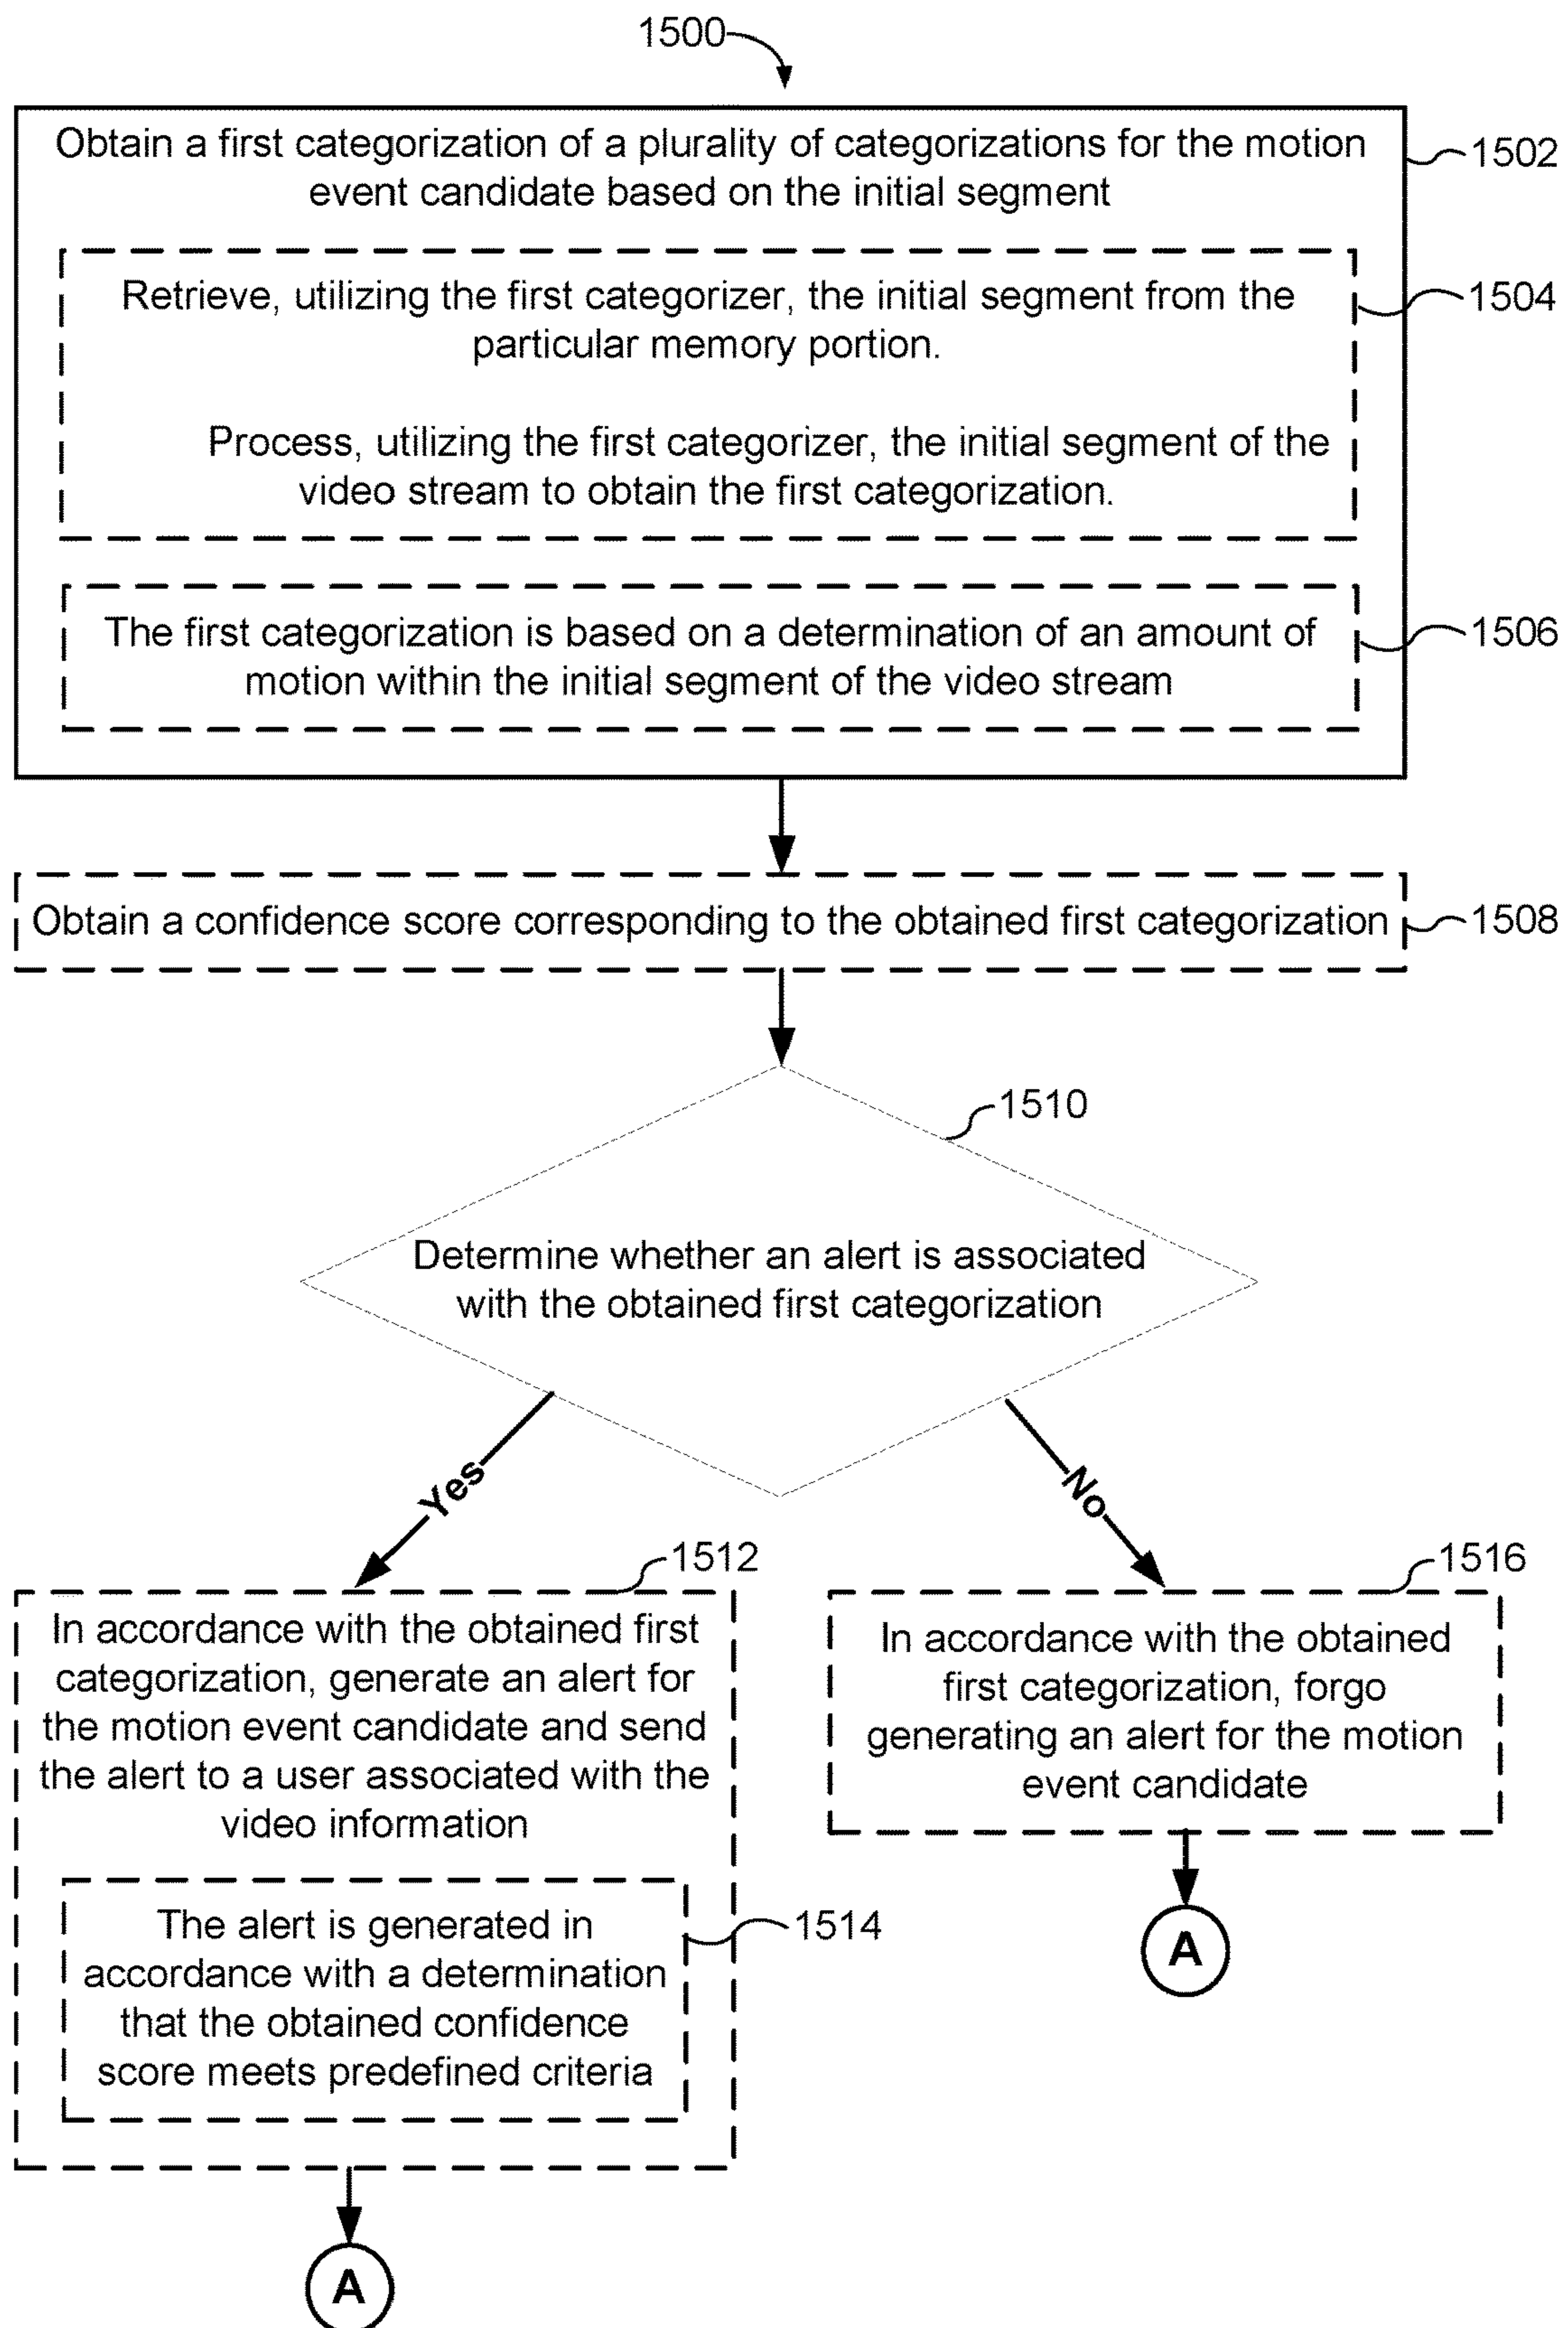 1500
Obtain a first categorization of a plurality of categorizations for the motion
event candidate based on the initial segment
1502
Retrieve, utilizing the first categorizer, the initial segment from the
particular memory portion.
1504
Process, utilizing the first categorizer, the initial segment of the
video stream to obtain the first categorization.
The first categorization is based on a determination of an amount of
motion within the initial segment of the video stream
1506
Obtain a confidence score corresponding to the obtained first categorization
1508
1510
Determine whether an alert is associated
with the obtained first categorization
Yes
No
1512
In accordance with the obtained first
categorization, generate an alert for
the motion event candidate and send
the alert to a user associated with the
video information
1514
The alert is generated in
accordance with a determination
that the obtained confidence
score meets predefined criteria
A
1516
In accordance with the obtained
first categorization, forgo
generating an alert for the motion
event candidate
A